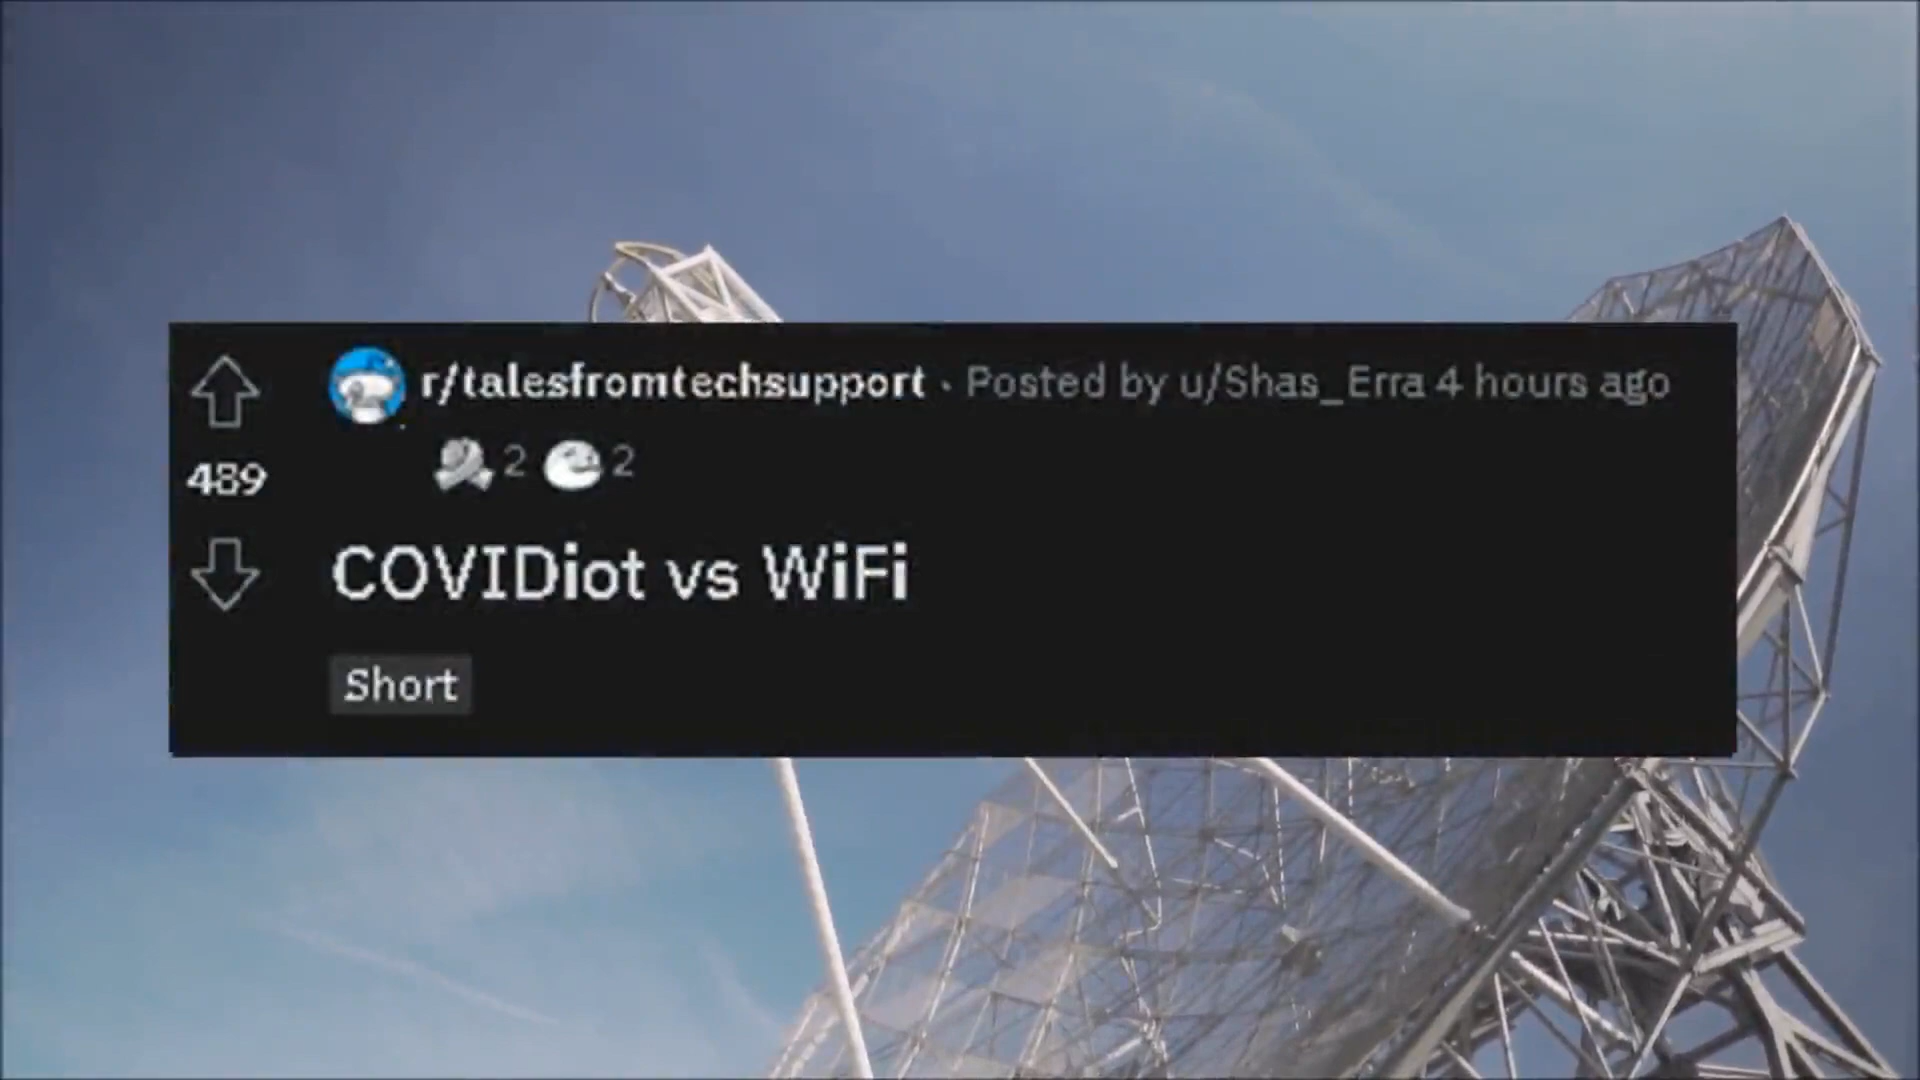 r/talesfromtechsupport · Posted by u/Shas_Erra 4 hours ago
2 2
489
COVIDiot vs WiFi
Short